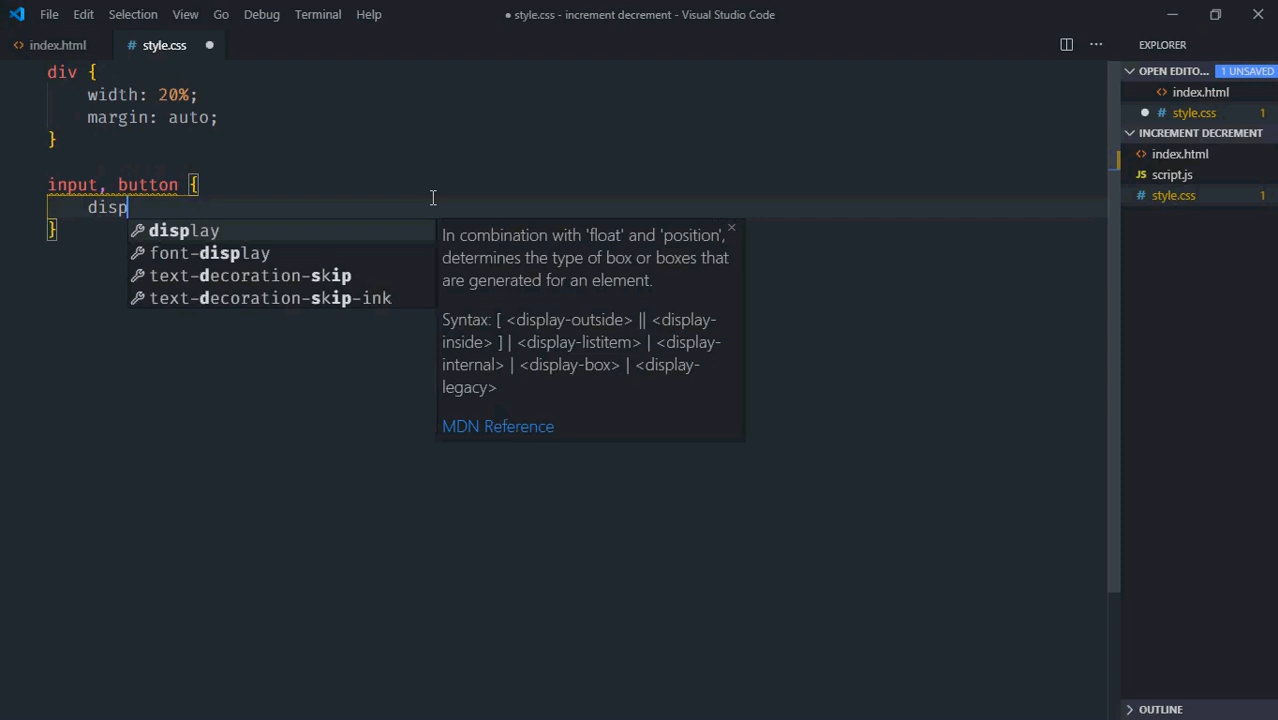 File Edit Selection View Go Debug Terminal Help
● style.css - increment decrement - Visual Studio Code
index.html
# style.css ●
EXPLORER
div {
width: 20%;
margin: auto;
}
input, button {
disp
}
display
font-display
text-decoration-skip
text-decoration-skip-ink
In combination with 'float' and 'position',
determines the type of box or boxes that
are generated for an element.
Syntax: [ <display-outside> || <display-
inside> ] | <display-listitem> | <display-
internal> | <display-box> | <display-
legacy>
MDN Reference
OPEN EDITO... 1 UNSAVED
index.html
● # style.css 1
INCREMENT DECREMENT
index.html
JS script.js
# style.css 1
OUTLINE